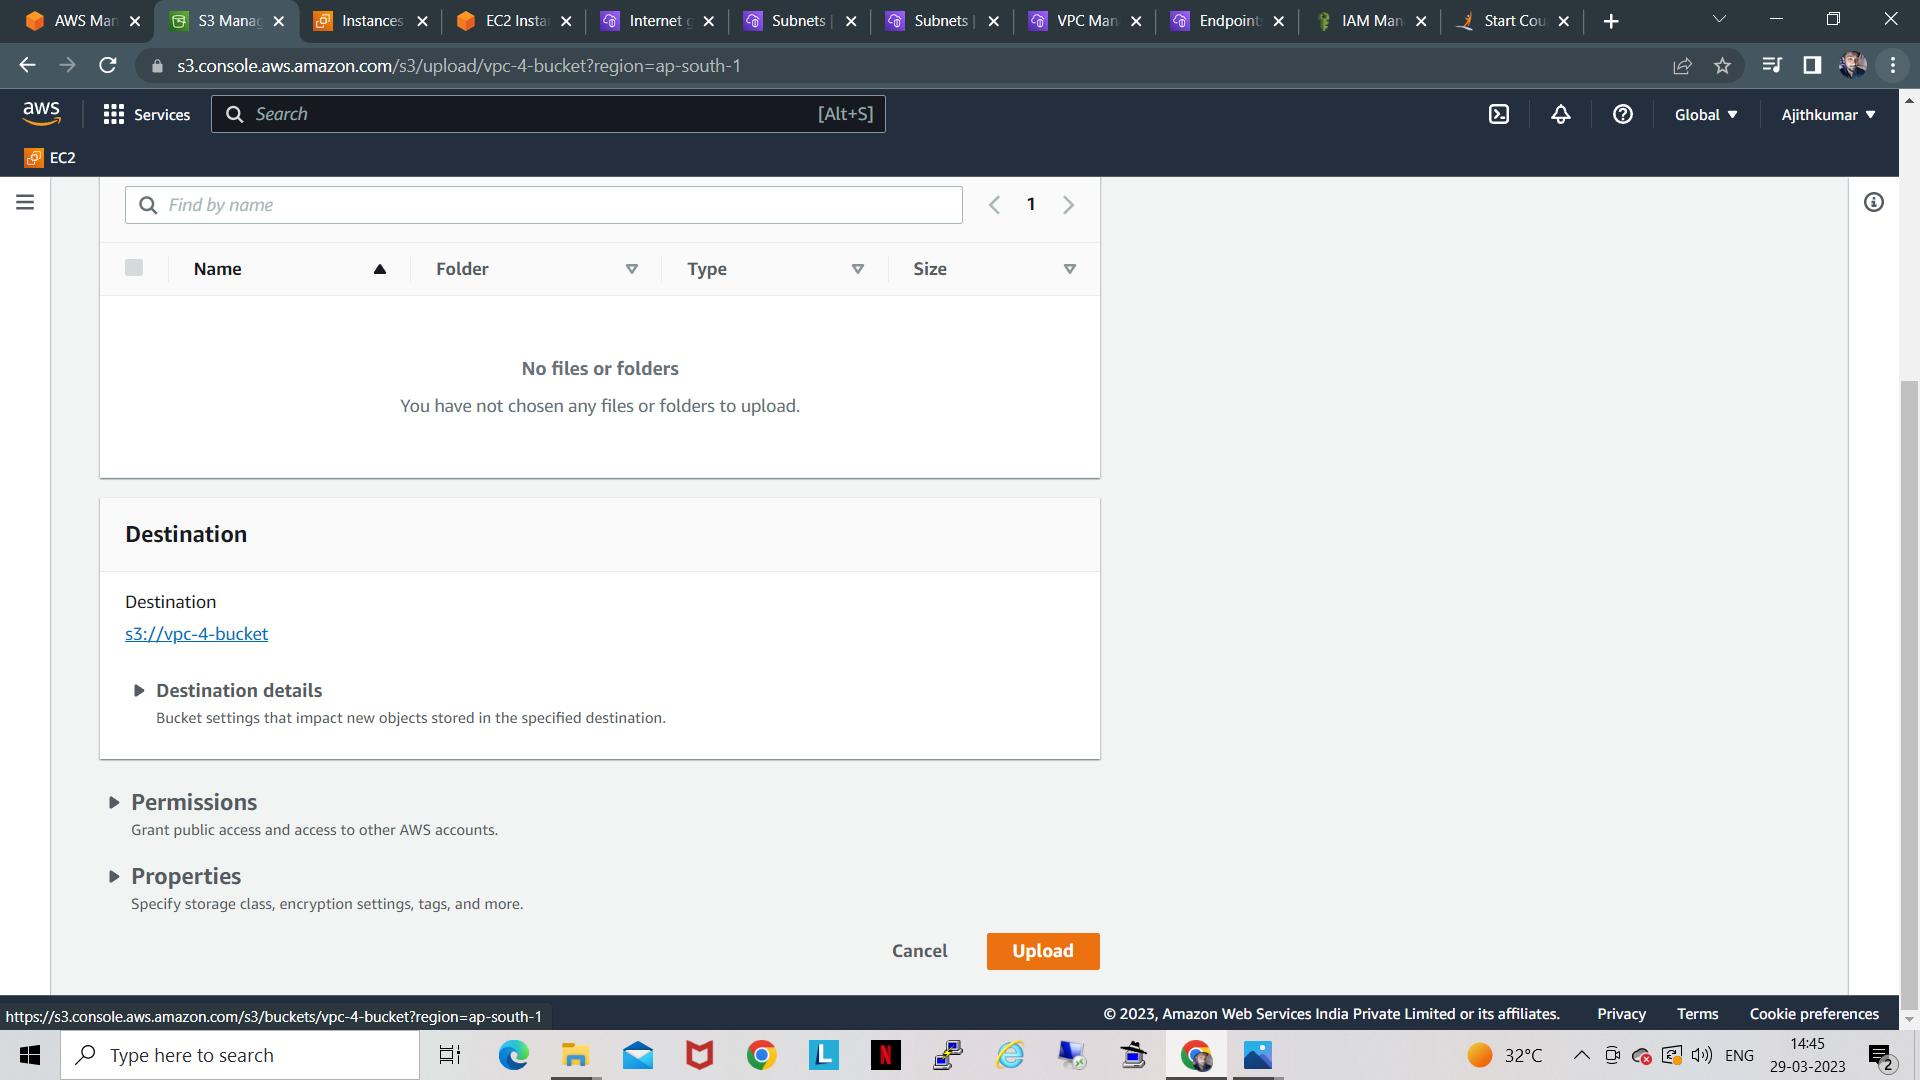 AWS Man
S3 Manag
Instances
EC2 Insta
Internet g
Subnets |
Subnets |
VPC Man
Endpoint
IAM Man
Start Cou
s3.console.aws.amazon.com/s3/upload/vpc-4-bucket?region=ap-south-1
aws
Services
Search
[Alt+S]
Global
Ajithkumar
EC2
Find by name
1
Name
Folder
Type
Size
No files or folders
You have not chosen any files or folders to upload.
Destination
Destination
s3://vpc-4-bucket
Destination details
Bucket settings that impact new objects stored in the specified destination.
Permissions
Grant public access and access to other AWS accounts.
Properties
Specify storage class, encryption settings, tags, and more.
Cancel
Upload
https://s3.console.aws.amazon.com/s3/buckets/vpc-4-bucket?region=ap-south-1
© 2023, Amazon Web Services India Private Limited or its affiliates.
Privacy
Terms
Cookie preferences
Type here to search
L
N
32°C
ENG
14:45
29-03-2023
2